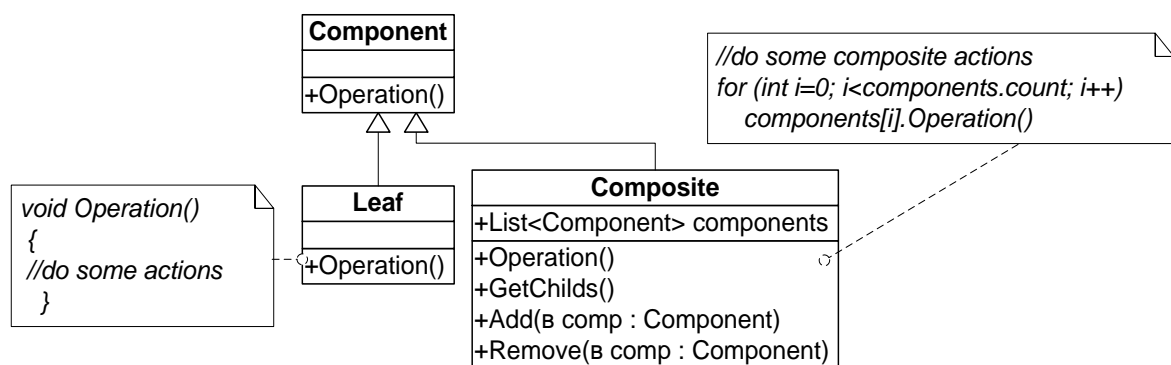 Component
+Operation()
//do some composite actions
for (int i=0; i<components.count; i++)
components[i].Operation()
void Operation()
{
//do some actions
}
Leaf
+Operation()
Composite
+List<Component> components
+Operation()
+GetChilds()
+Add(в comp : Component)
+Remove(в comp : Component)